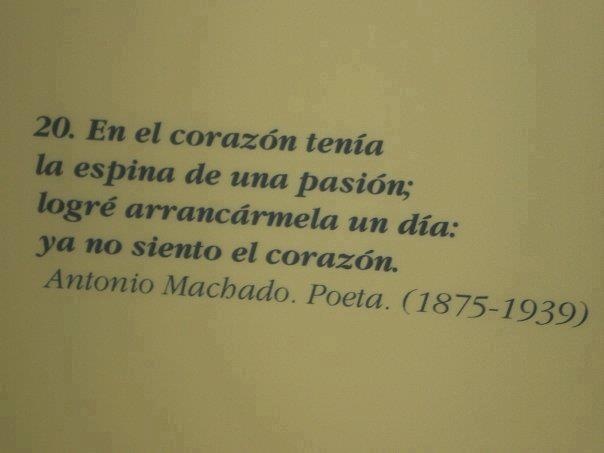 20. En el corazón tenía
la espina de una pasión;
logré arrancármela un día:
ya no siento el corazón.
Antonio Machado. Poeta. (1875-1939)